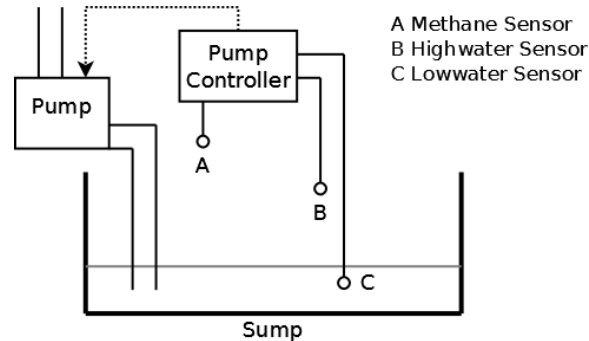 A Methane Sensor
B Highwater Sensor
C Lowwater Sensor
Pump
Controller
Pump
A
B
C
Sump